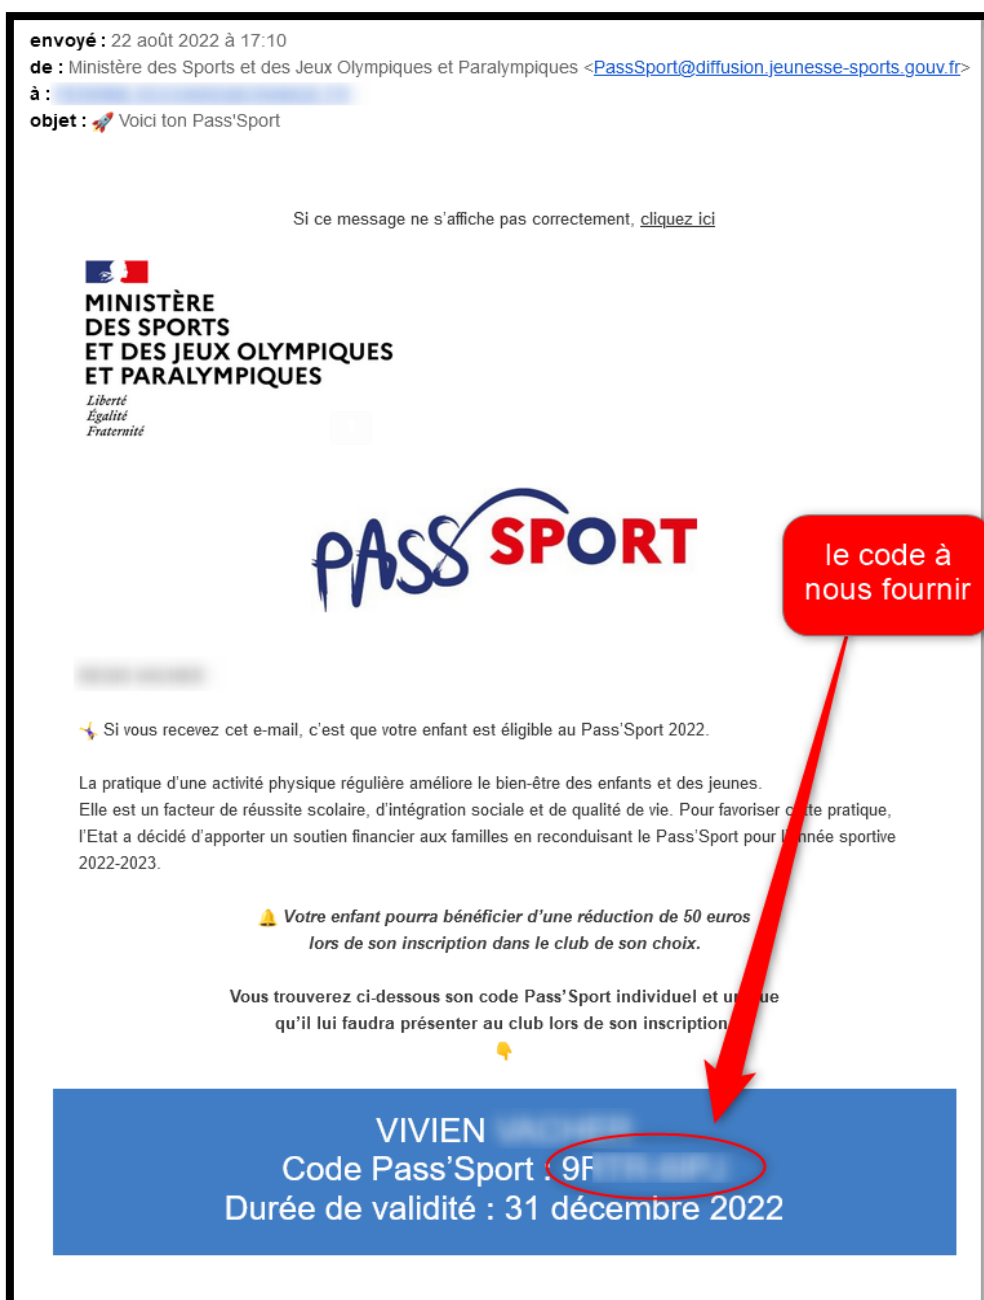 envoyé : 22 août 2022 à 17:10
de : Ministère des Sports et des Jeux Olympiques et Paralympiques <PassSport@diffusion.jeunesse-sports.gouv.fr>
à :
objet : 🚀 Voici ton Pass'Sport
Si ce message ne s'affiche pas correctement, cliquez ici
MINISTÈRE
DES SPORTS
ET DES JEUX OLYMPIQUES
ET PARALYMPIQUES
Liberté
Égalité
Fraternité
PASS SPORT
le code à
nous fournir
🤸 Si vous recevez cet e-mail, c'est que votre enfant est éligible au Pass'Sport 2022.
La pratique d'une activité physique régulière améliore le bien-être des enfants et des jeunes.
Elle est un facteur de réussite scolaire, d'intégration sociale et de qualité de vie. Pour favoriser cette pratique,
l'Etat a décidé d'apporter un soutien financier aux familles en reconduisant le Pass'Sport pour l'année sportive
2022-2023.
🔔 Votre enfant pourra bénéficier d'une réduction de 50 euros
lors de son inscription dans le club de son choix.
Vous trouverez ci-dessous son code Pass'Sport individuel et unique
qu'il lui faudra présenter au club lors de son inscription
👇
VIVIEN
Code Pass'Sport : 9F
Durée de validité : 31 décembre 2022